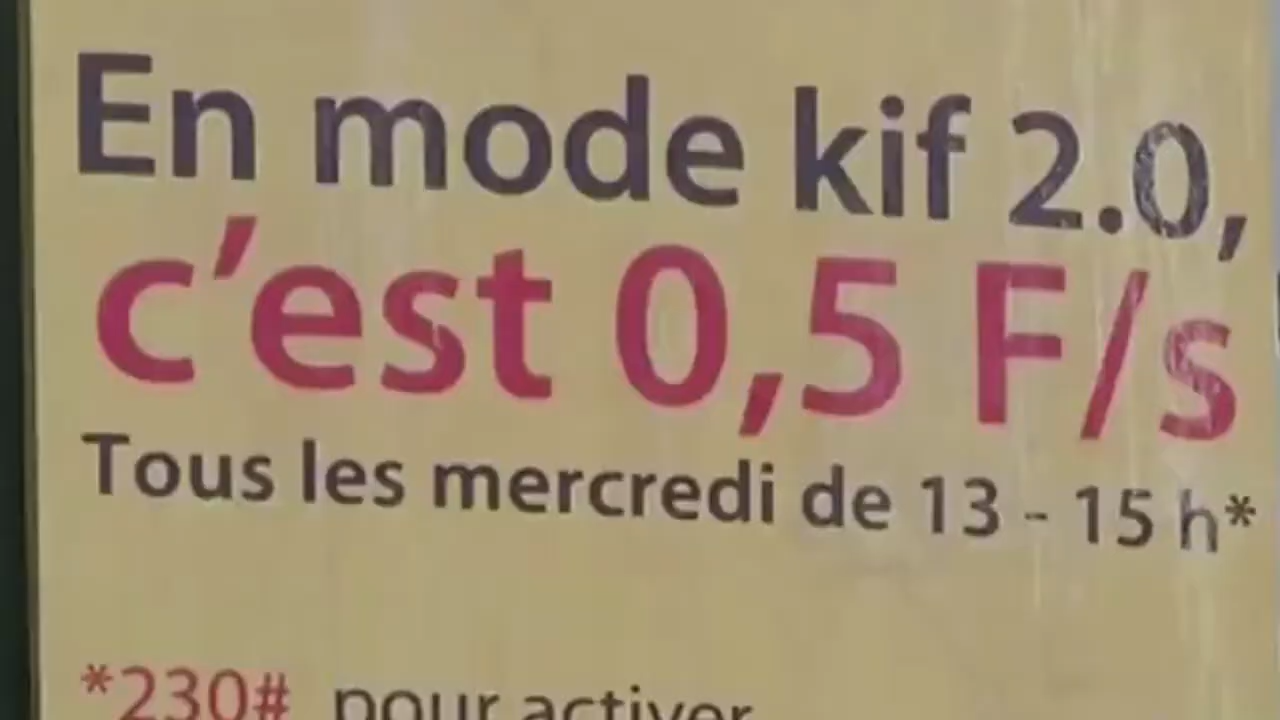 En mode kif 2.0,
c'est 0,5 F/s
Tous les mercredi de 13 - 15 h*
*230# pour activer